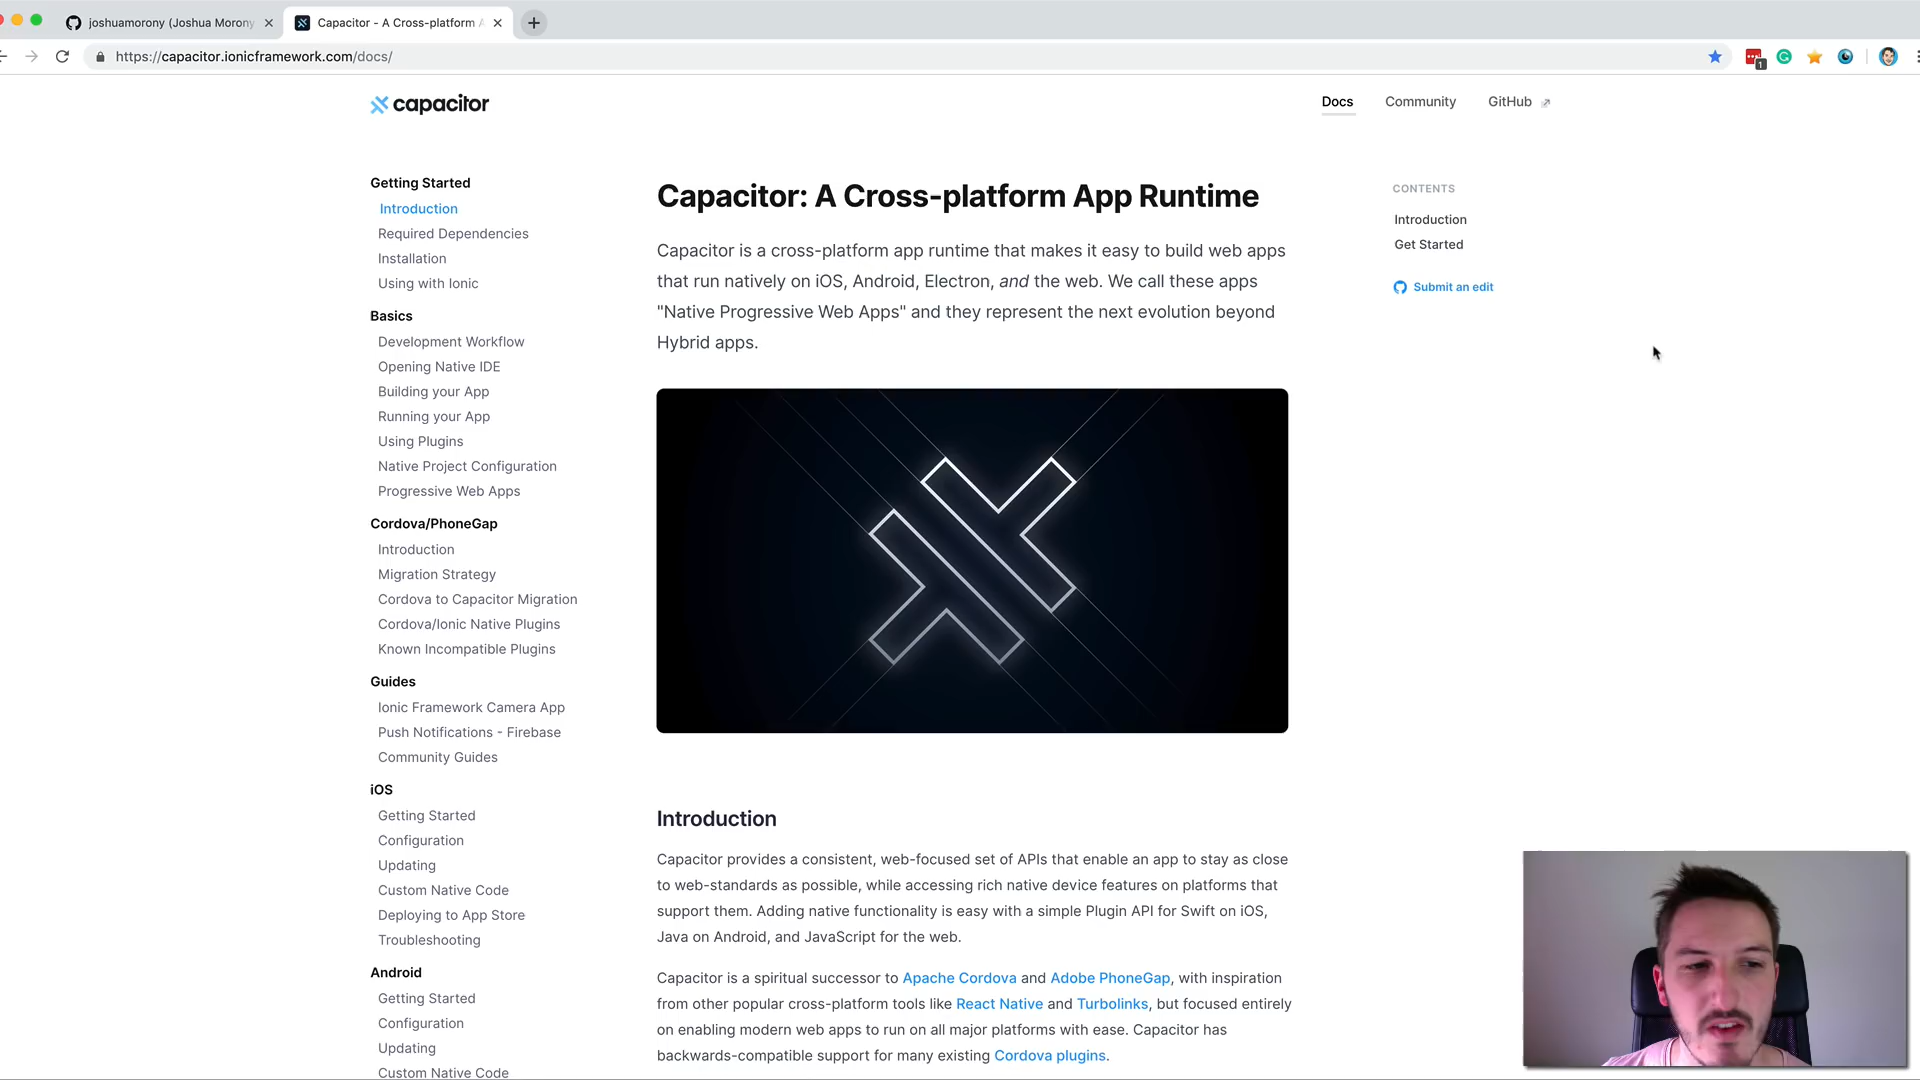 joshuamorony (Joshua Morony
Capacitor - A Cross-platform A
https://capacitor.ionicframework.com/docs/
1
capacitor
Docs
Community
GitHub
Getting Started
Introduction
Required Dependencies
Installation
Using with Ionic
Basics
Development Workflow
Opening Native IDE
Building your App
Running your App
Using Plugins
Native Project Configuration
Progressive Web Apps
Cordova/PhoneGap
Introduction
Migration Strategy
Cordova to Capacitor Migration
Cordova/Ionic Native Plugins
Known Incompatible Plugins
Guides
Ionic Framework Camera App
Push Notifications - Firebase
Community Guides
iOS
Getting Started
Configuration
Updating
Custom Native Code
Deploying to App Store
Troubleshooting
Android
Getting Started
Configuration
Updating
Custom Native Code
Capacitor: A Cross-platform App Runtime
Capacitor is a cross-platform app runtime that makes it easy to build web apps
that run natively on iOS, Android, Electron, and the web. We call these apps
"Native Progressive Web Apps" and they represent the next evolution beyond
Hybrid apps.
Introduction
Capacitor provides a consistent, web-focused set of APIs that enable an app to stay as close
to web-standards as possible, while accessing rich native device features on platforms that
support them. Adding native functionality is easy with a simple Plugin API for Swift on iOS,
Java on Android, and JavaScript for the web.
Capacitor is a spiritual successor to Apache Cordova and Adobe PhoneGap, with inspiration
from other popular cross-platform tools like React Native and Turbolinks, but focused entirely
on enabling modern web apps to run on all major platforms with ease. Capacitor has
backwards-compatible support for many existing Cordova plugins.
CONTENTS
Introduction
Get Started
Submit an edit